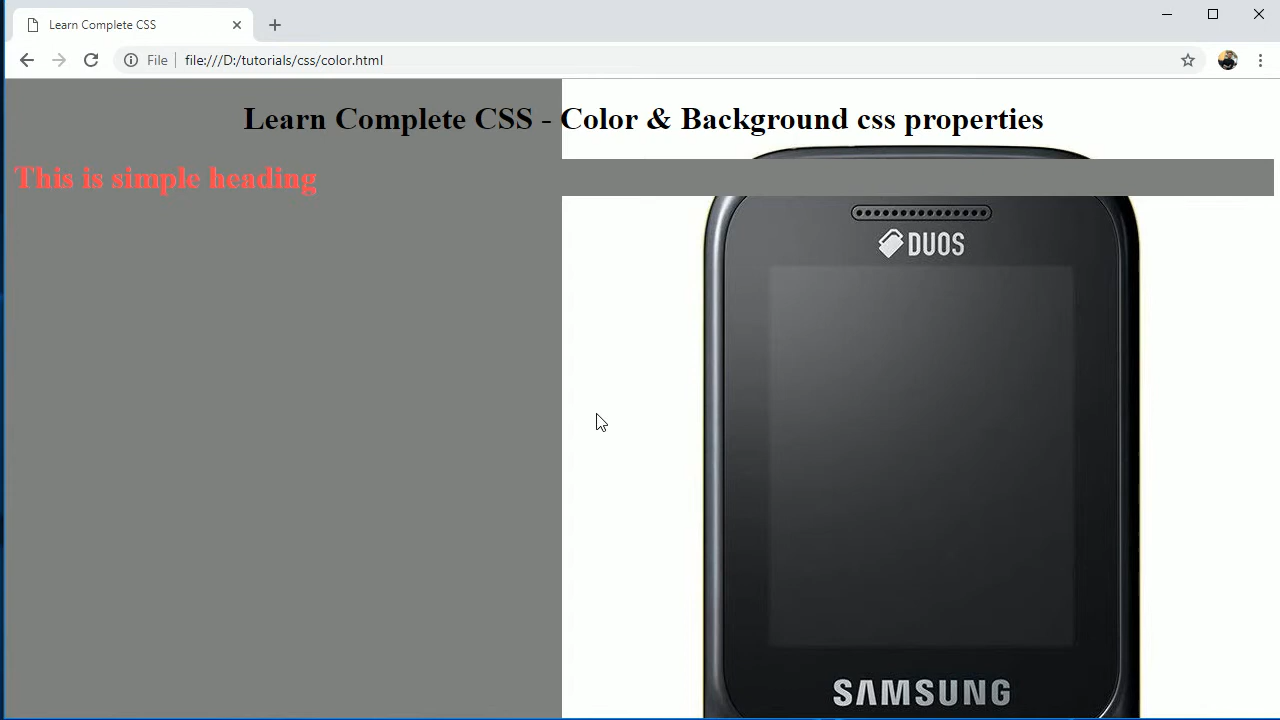 Learn Complete CSS
File
file:///D:/tutorials/css/color.html
Learn Complete CSS - Color & Background css properties
This is simple heading
DUOS
SAMSUNG